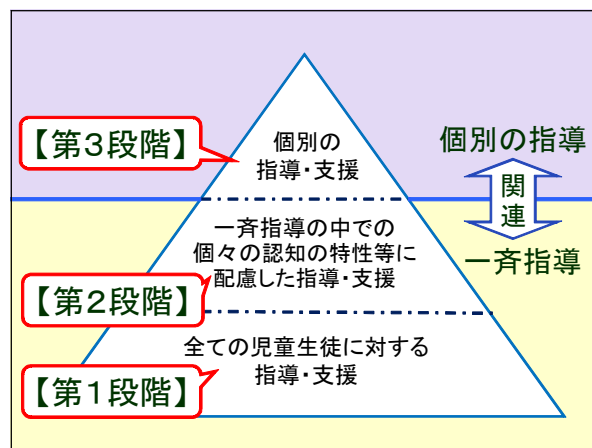 【第3段階】
個別の
指導・支援
個別の指導
関連
一斉指導
一斉指導の中での
個々の認知の特性等に
配慮した指導・支援
【第2段階】
全ての児童生徒に対する
指導・支援
【第1段階】